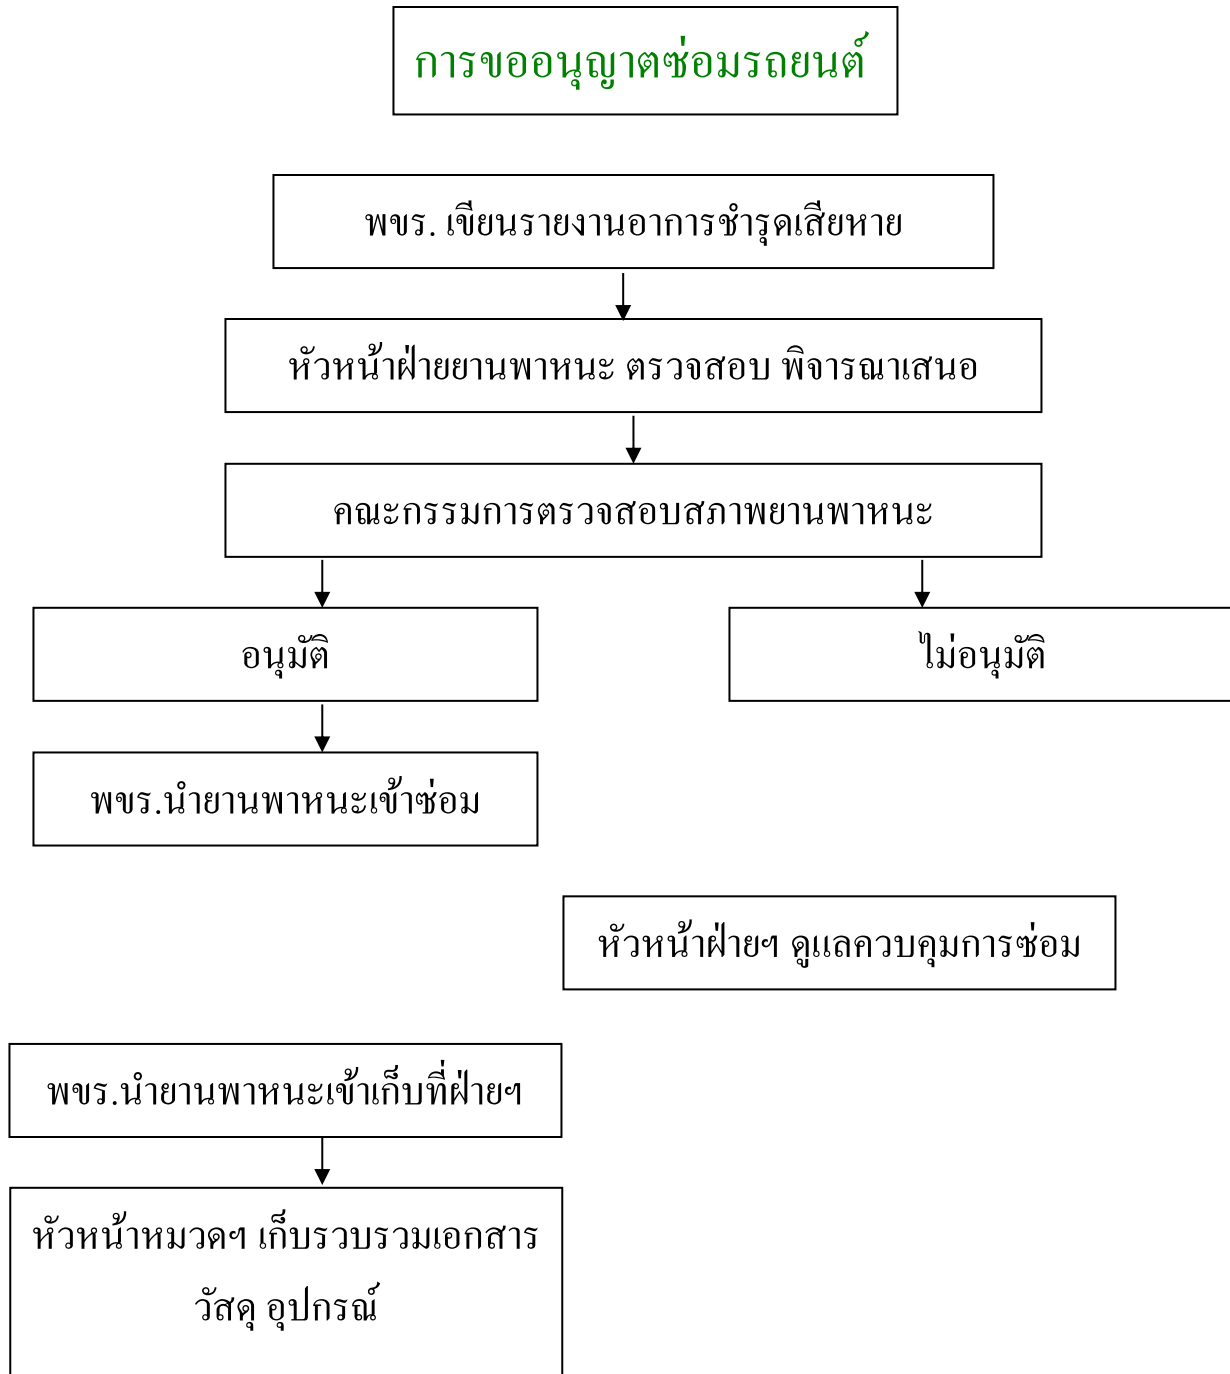 การขออนุญาตซ่อมรถยนต์
พขร. เขียนรายงานอาการชำรุดเสียหาย
หัวหน้าฝ่ายยานพาหนะ ตรวจสอบ พิจารณาเสนอ
คณะกรรมการตรวจสอบสภาพยานพาหนะ
อนุมัติ
ไม่อนุมัติ
พขร.นำยานพาหนะเข้าซ่อม
หัวหน้าฝ่ายฯ ดูแลควบคุมการซ่อม
พขร.นำยานพาหนะเข้าเก็บที่ฝ่ายฯ
หัวหน้าหมวดฯ เก็บรวบรวมเอกสาร
วัสดุ อุปกรณ์